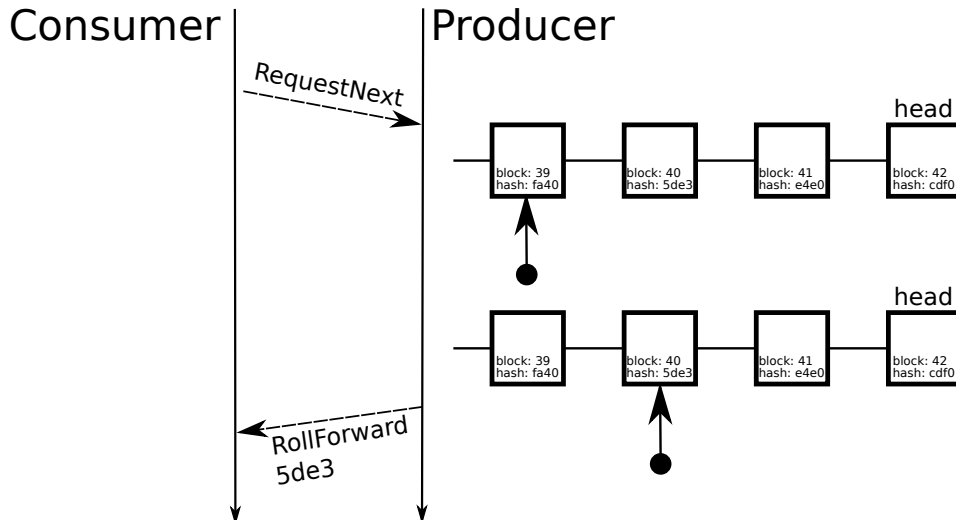 Consumer
Producer
RequestNext
head
block: 39
hash: fa40
block: 40
hash: 5de3
block: 41
hash: e4e0
block: 42
hash: cdf0
head
block: 39
hash: fa40
block: 40
hash: 5de3
block: 41
hash: e4e0
block: 42
hash: cdf0
RollForward
5de3